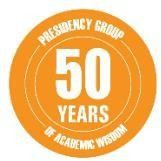 PRESIDENCY GROUP
50
YEARS
OF ACADEMIC WISDOM